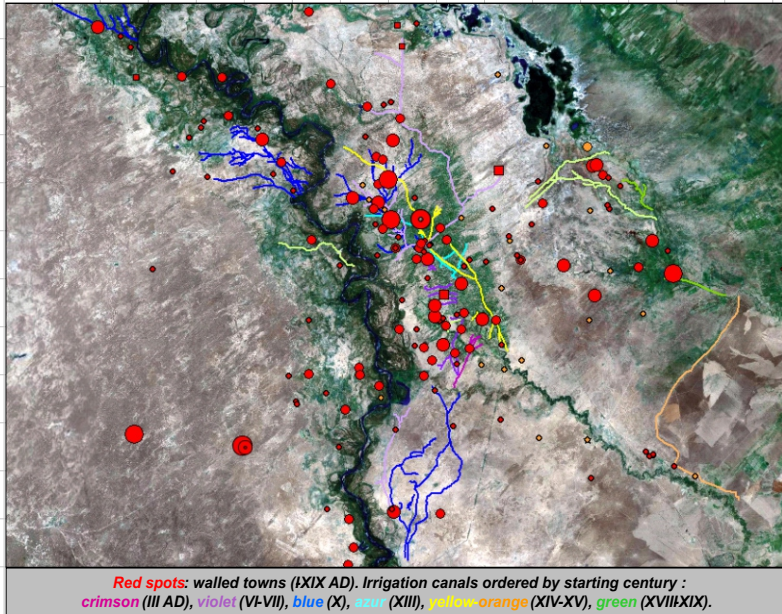 Red spots: walled towns (IXIX AD). Irrigation canals ordered by starting century :
crimson (III AD), violet (VI-VII), blue (X), azur (XIII), yellow-orange (XIV-XV), green (XVIII-XIX).